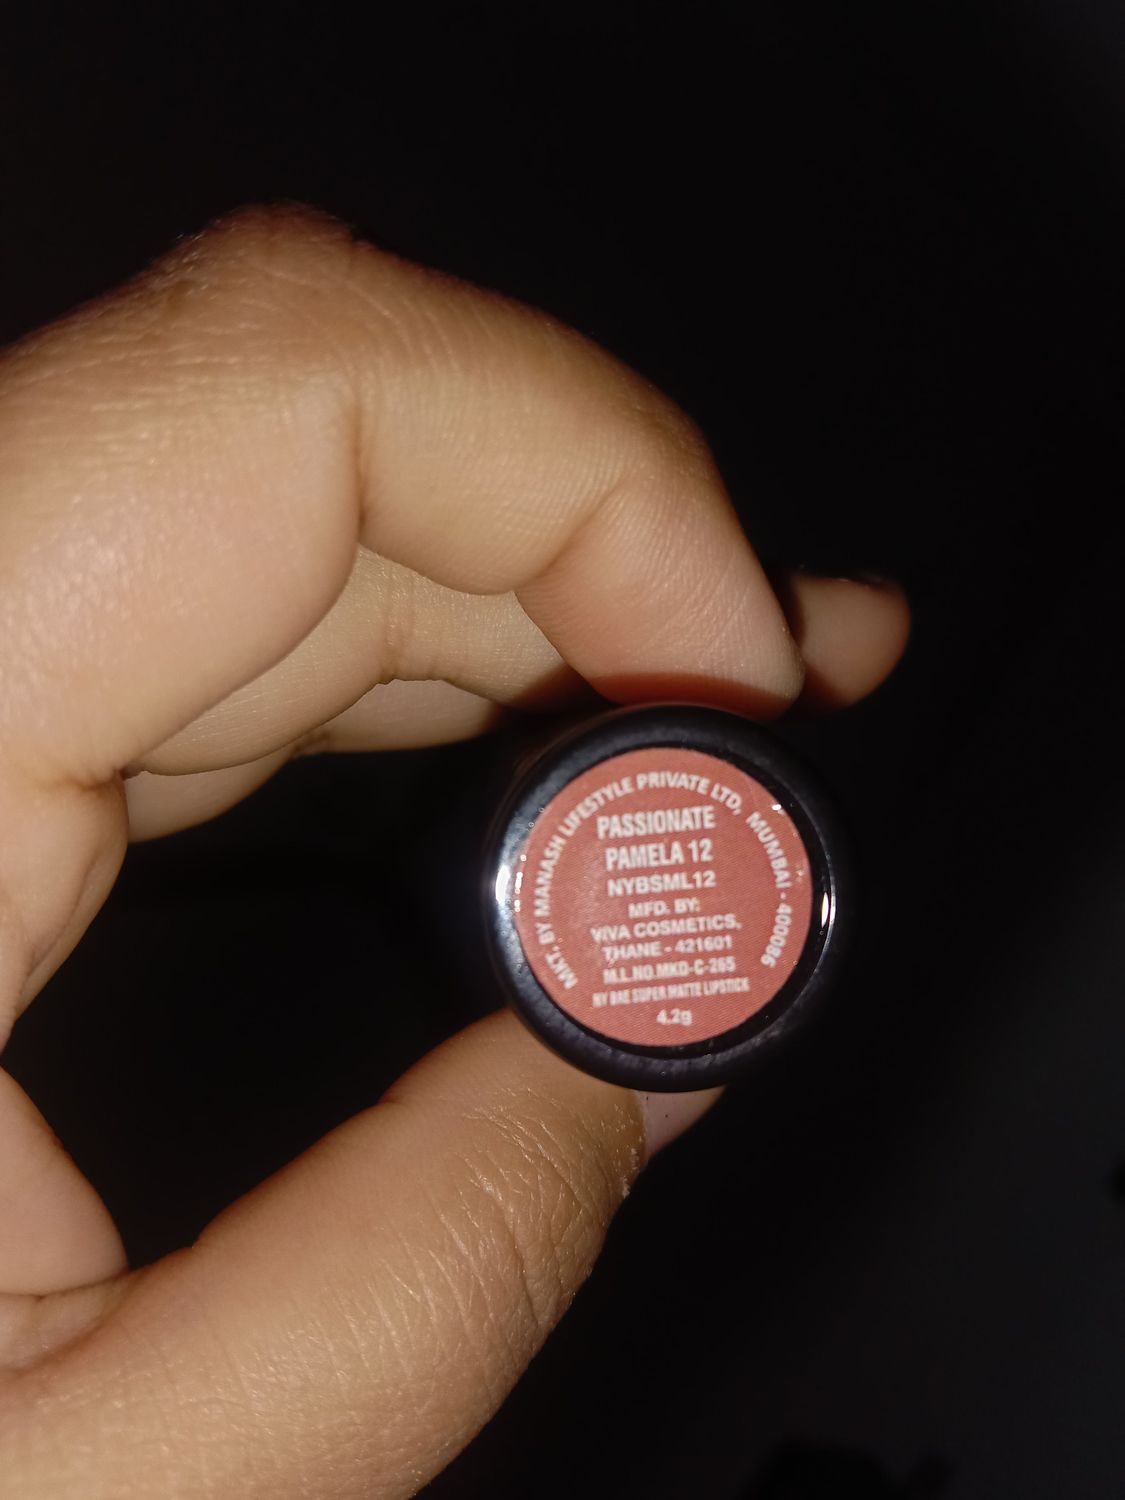 MKT. BY MANASH LIFESTYLE PRIVATE LTD, MUMBAI - 400086
PASSIONATE
PAMELA 12
NYBSML12
MFD. BY:
VIVA COSMETICS,
THANE - 421601
M.L.NO.MKD-C-265
NY BAE SUPER MATTE LIPSTICK
4.2g